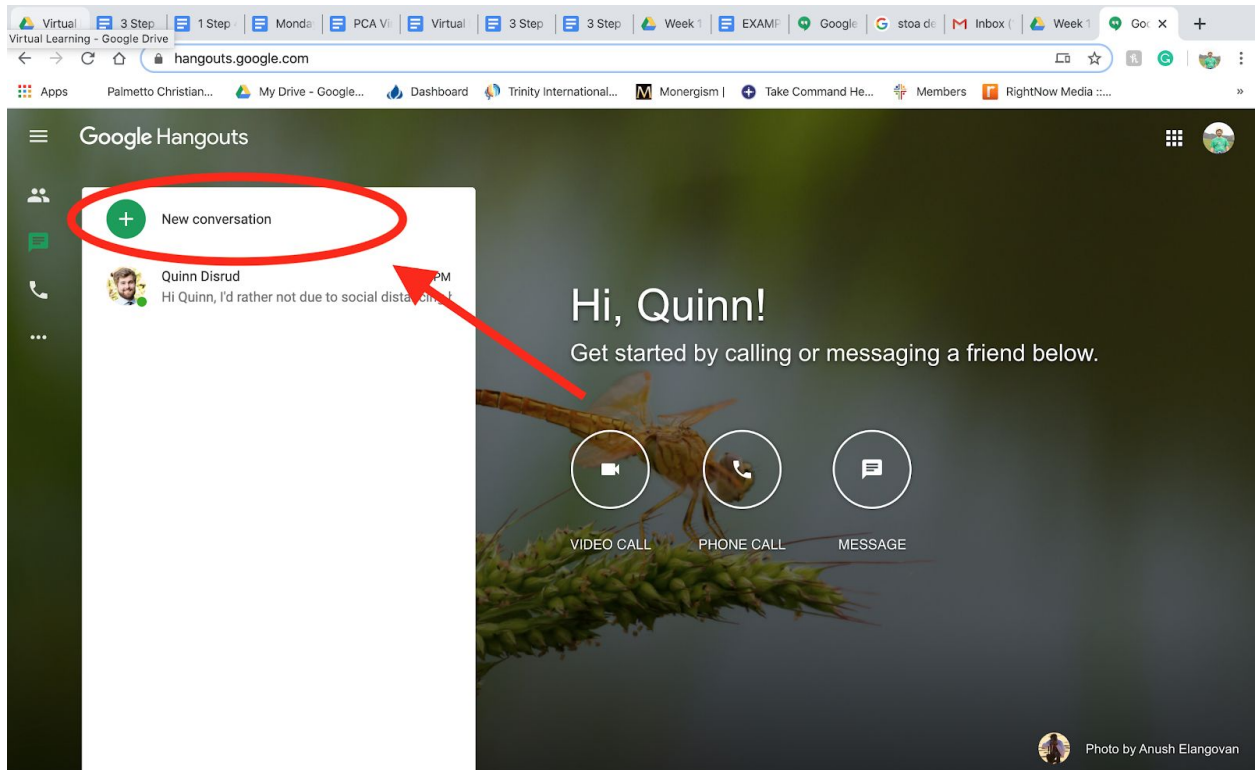 Virtual 3 Step 1 Step Monda PCA Vi Virtual 3 Step 3 Step Week 1 EXAMP Google stoa de Inbox ( Week 1 Goo
Virtual Learning - Google Drive
hangouts.google.com
Apps Palmetto Christian... My Drive - Google... Dashboard Trinity International... Monergism | Take Command He... Members RightNow Media ::... »
Google Hangouts
New conversation
Quinn Disrud PM
Hi Quinn, I'd rather not due to social distancing
Hi, Quinn!
Get started by calling or messaging a friend below.
VIDEO CALL PHONE CALL MESSAGE
Photo by Anush Elangovan